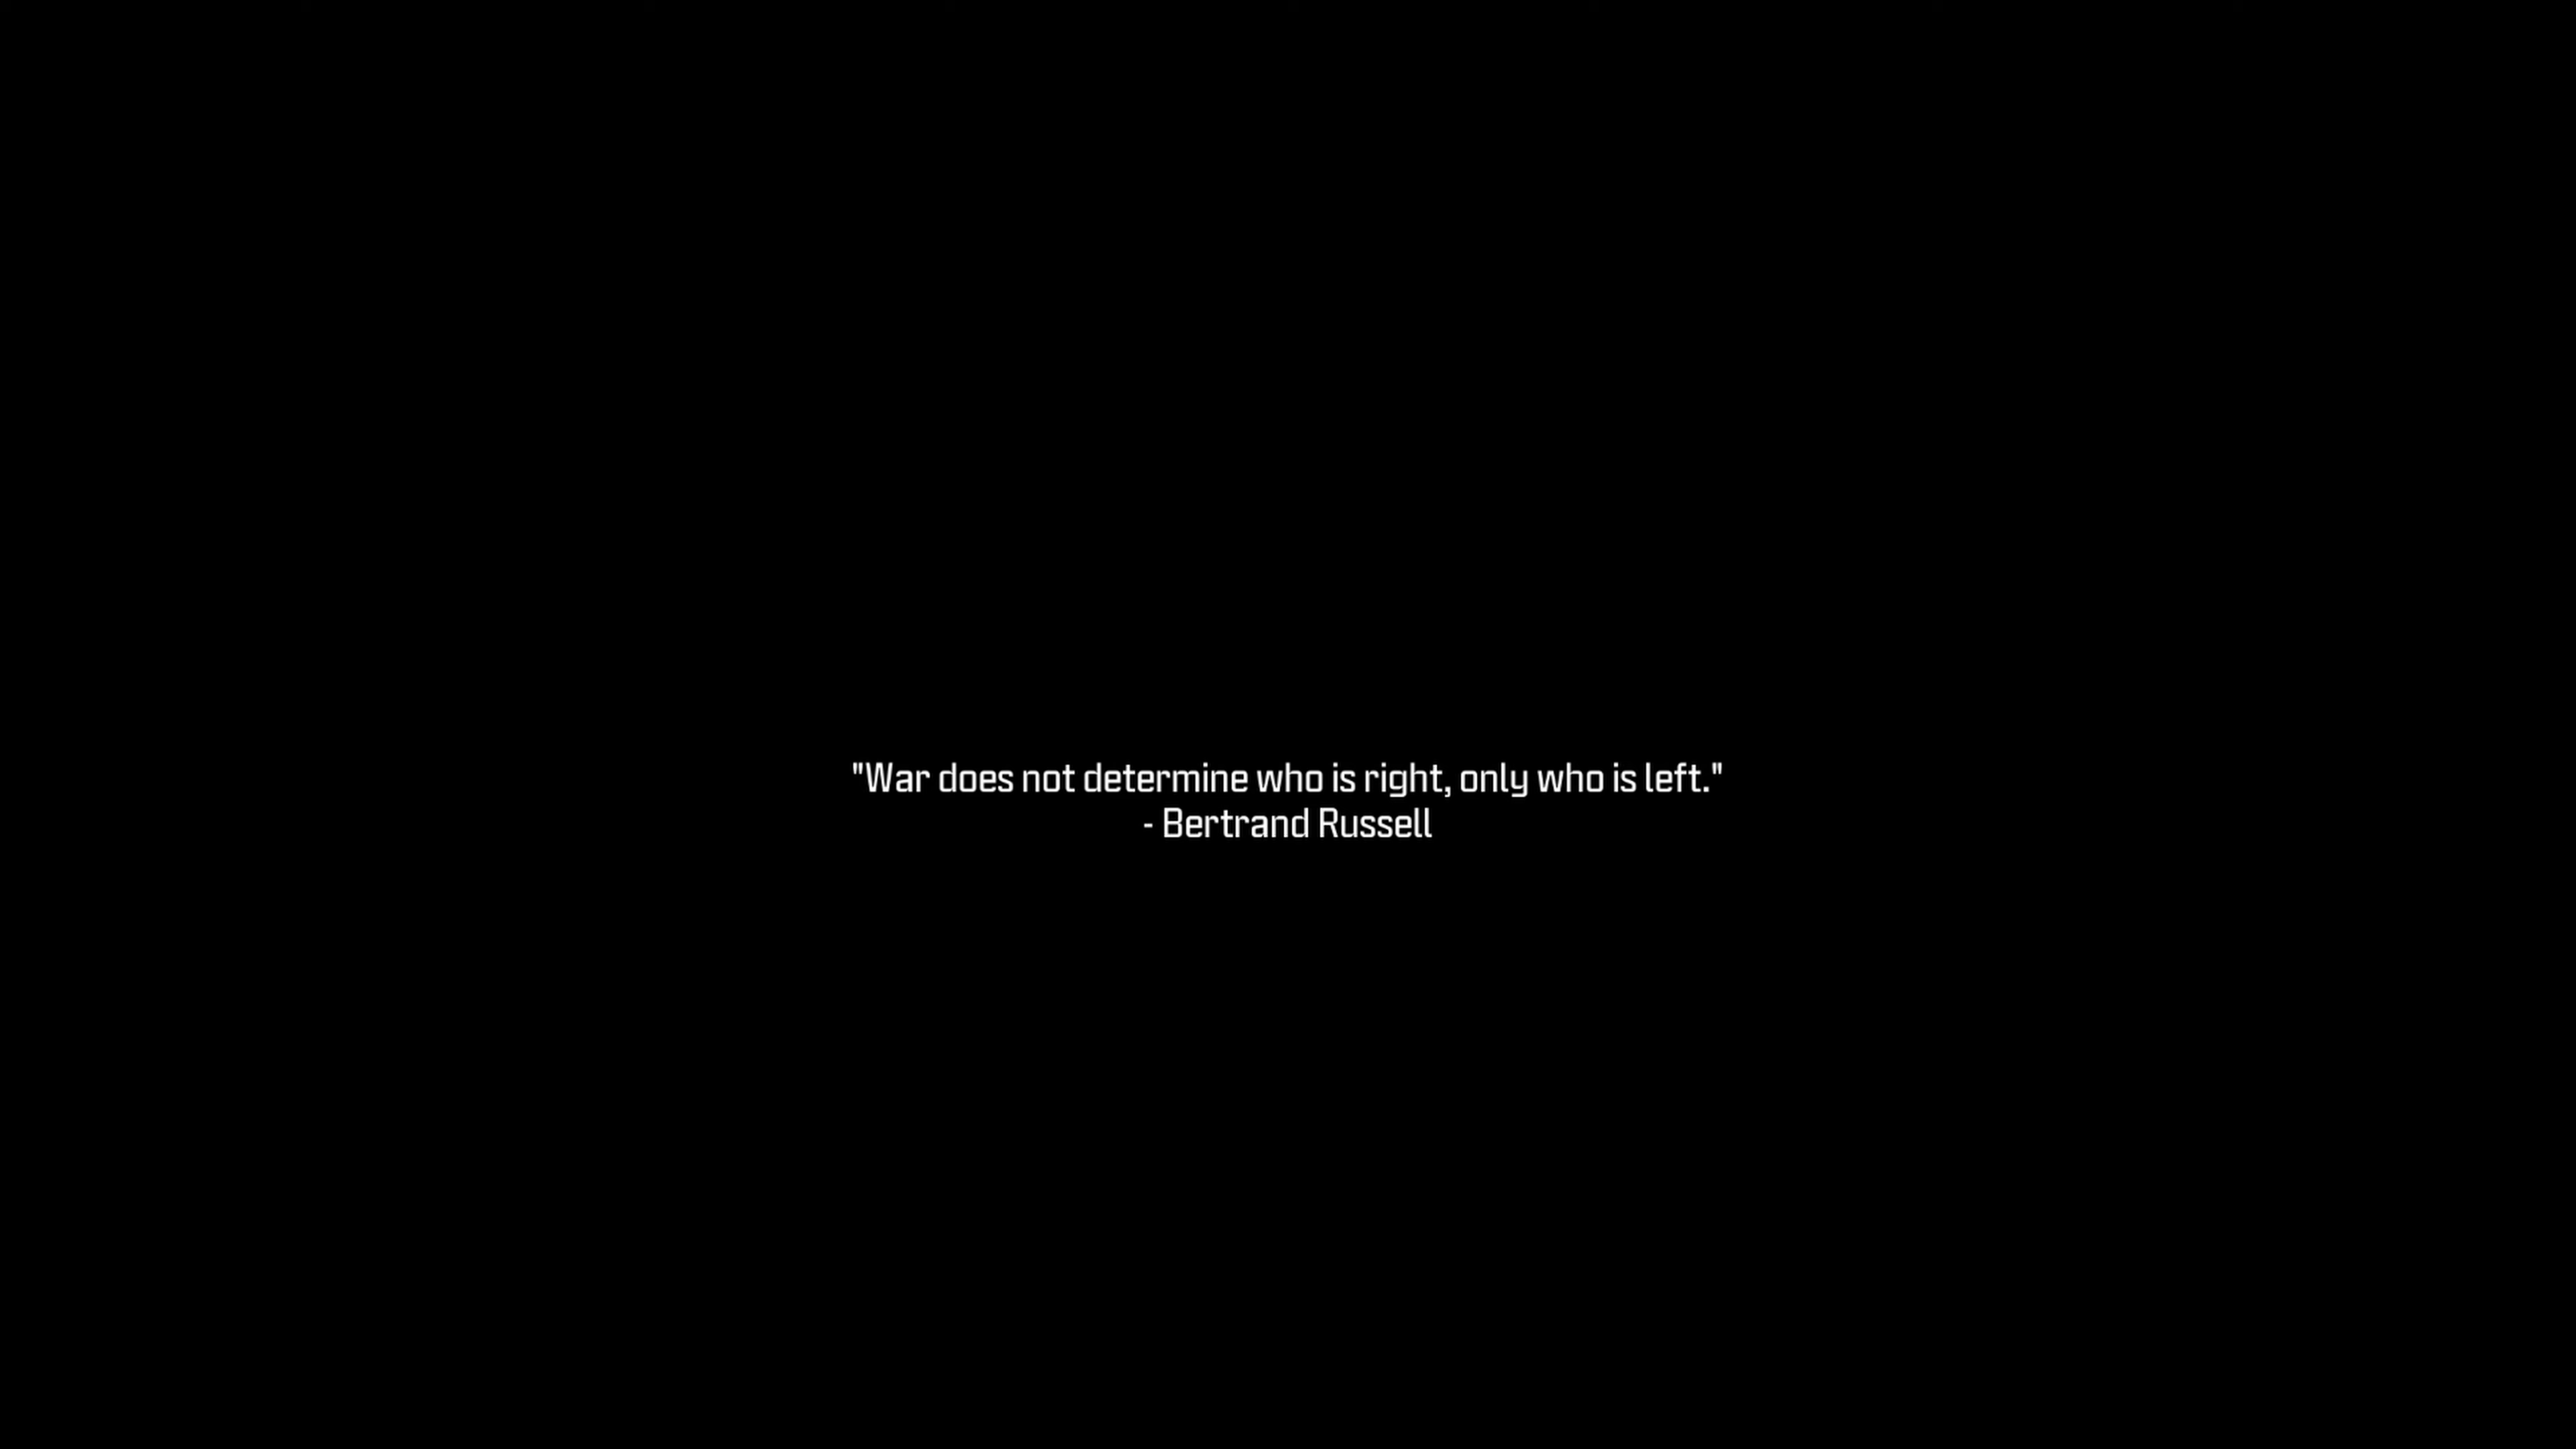 "War does not determine who is right, only who is left."
- Bertrand Russell